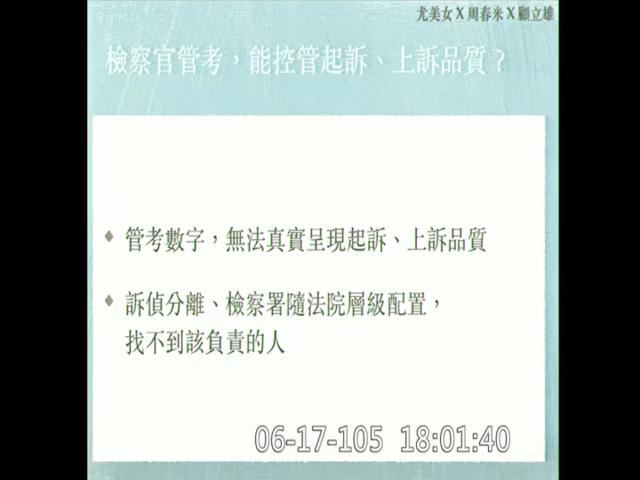 尤美女X周春米X顧立雄
檢察官管考，能控管起訴、上訴品質？
管考數字，無法真實呈現起訴、上訴品質
訴偵分離、檢察署隨法院層級配置，
找不到該負責的人
06-17-105 18:01:40